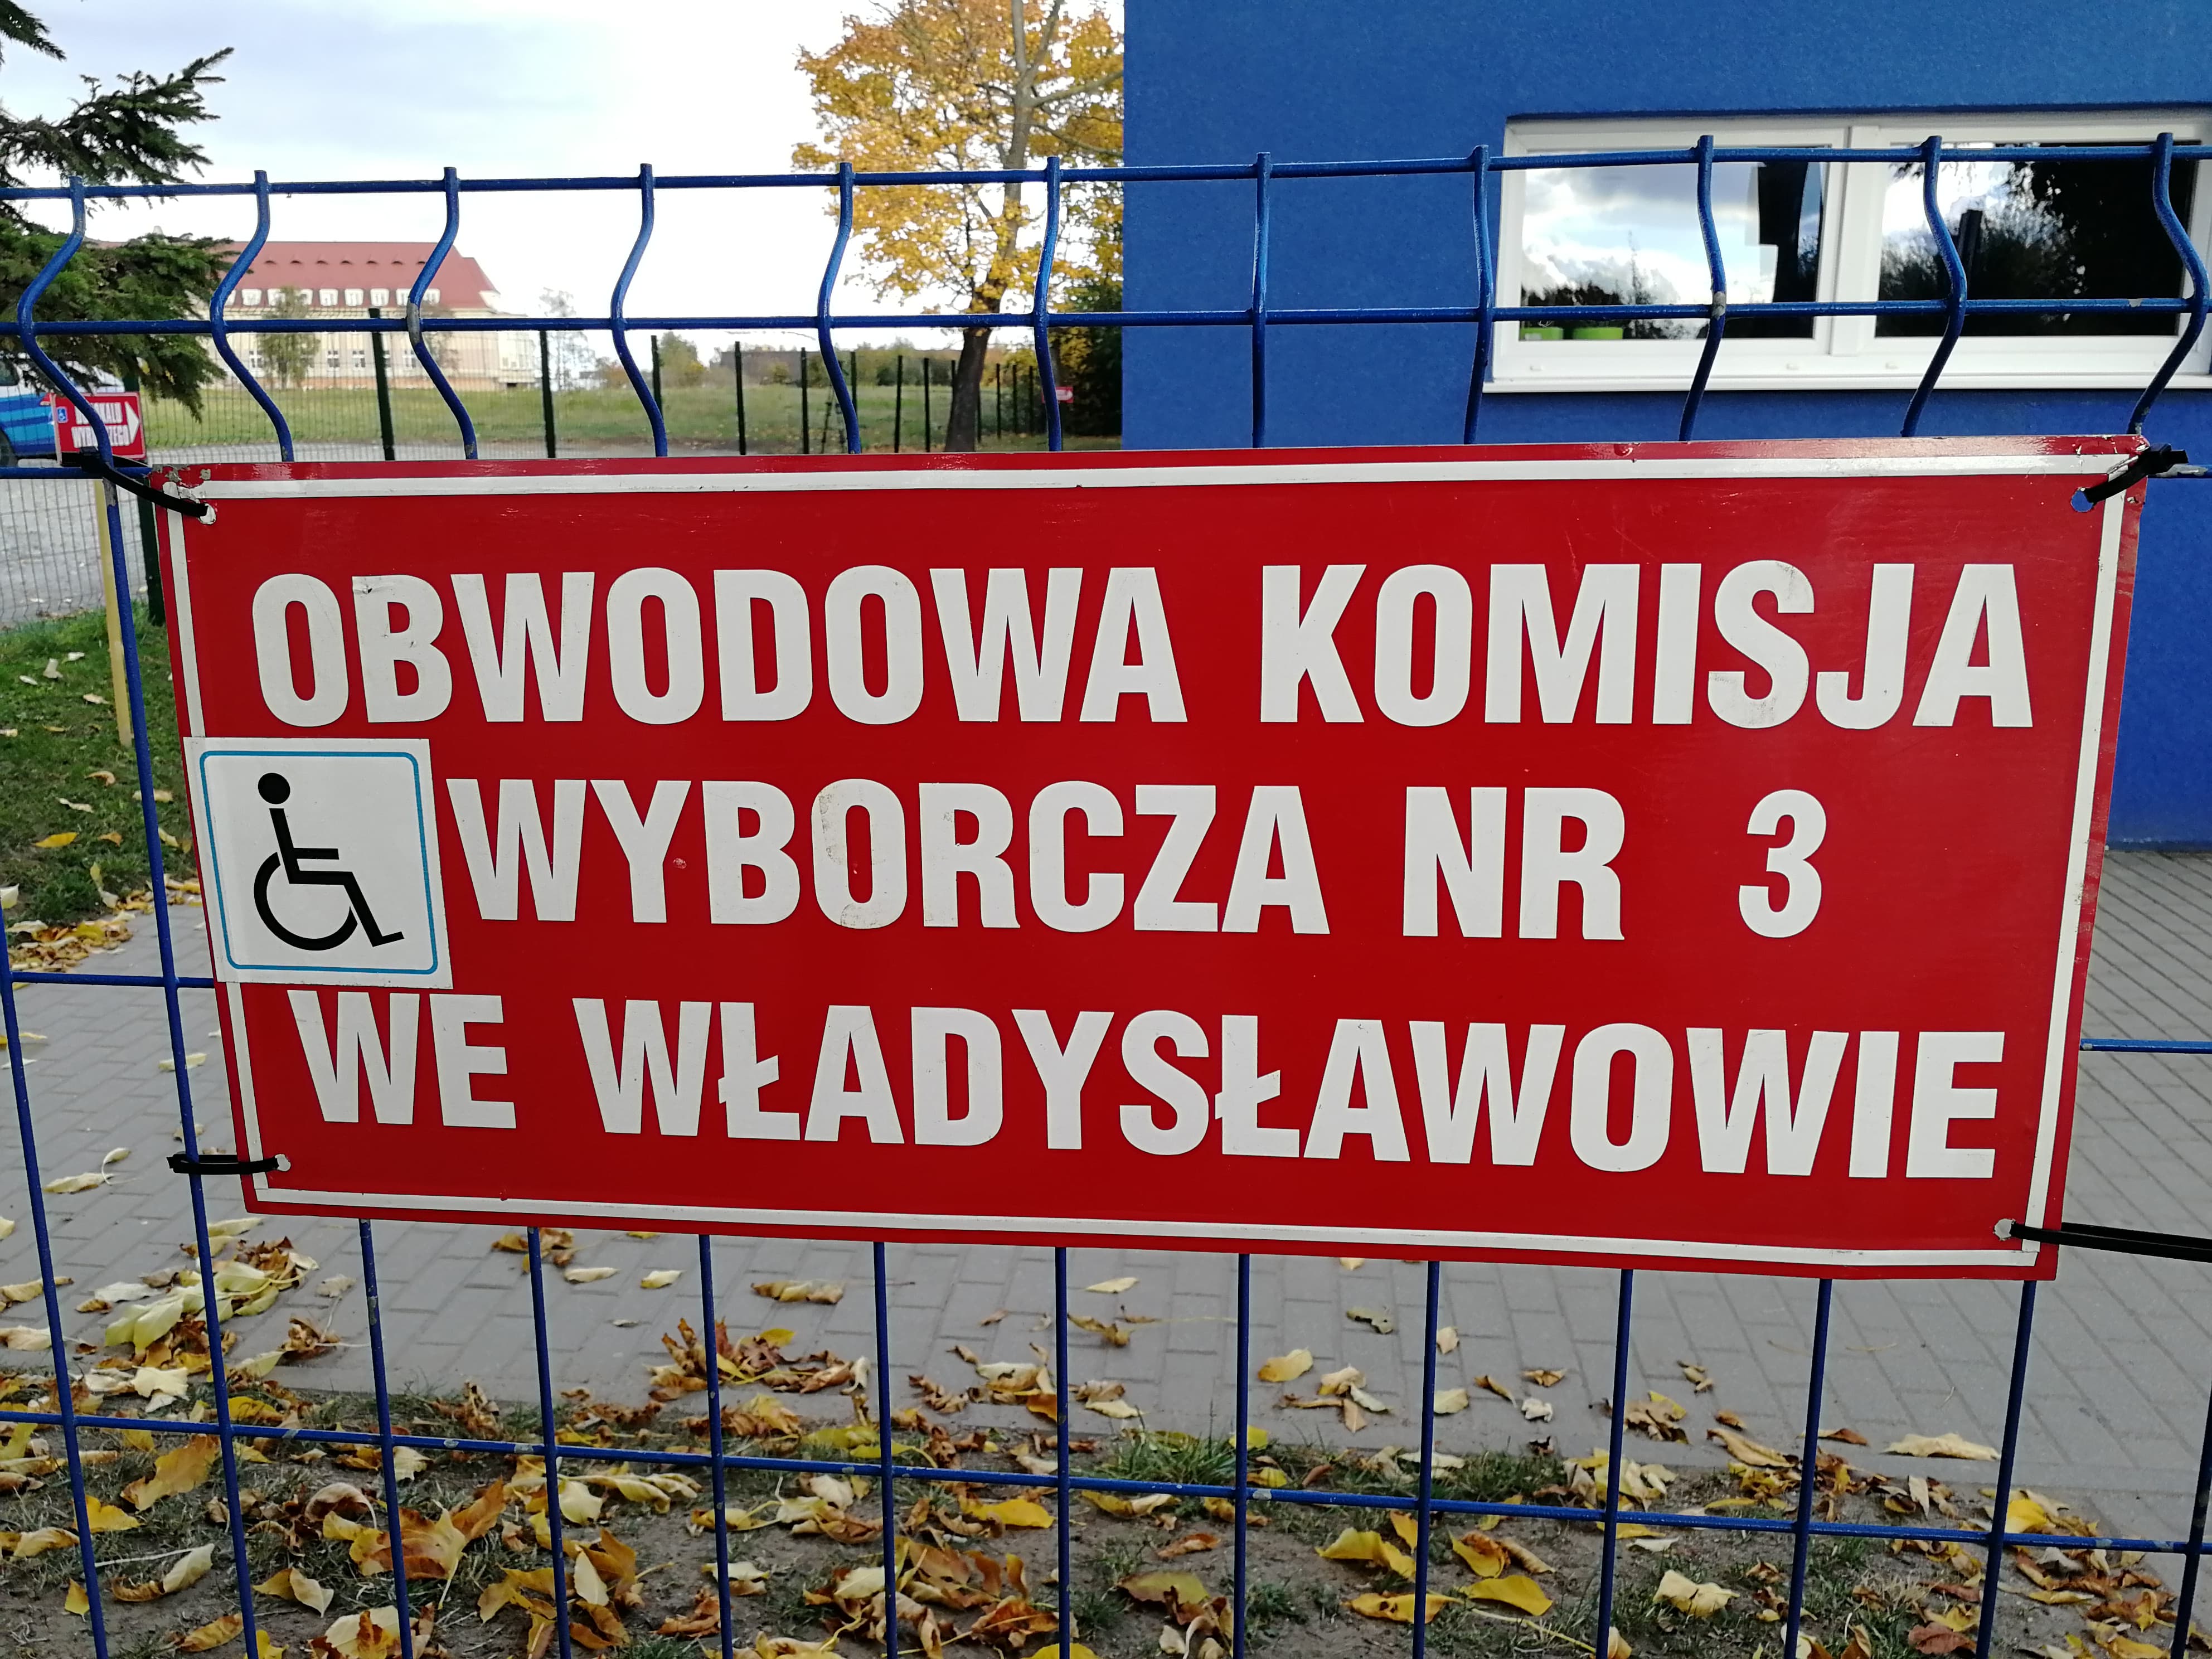 OBWODOWA KOMISJA
WYBORCZA NR 3
WE WŁADYSŁAWOWIE